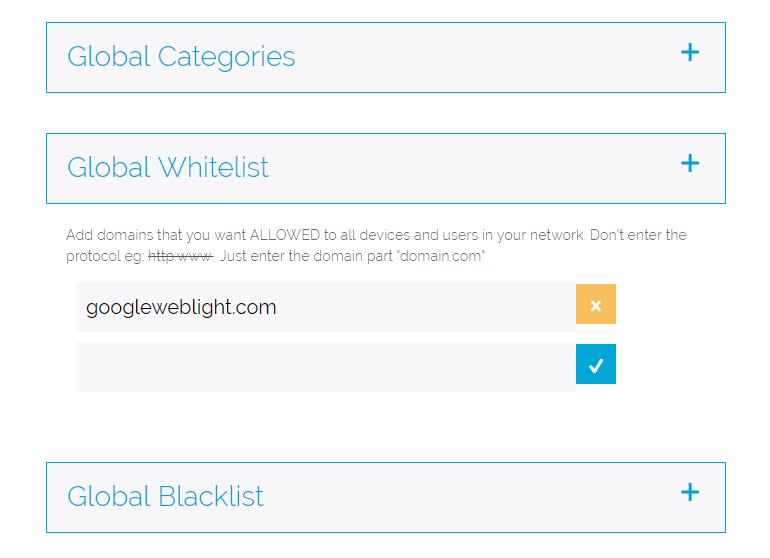 Global Categories
Global Whitelist
Add domains that you want ALLOWED to all devices and users in your network. Don't enter the
protocol eg; http:www. Just enter the domain part "domain.com"
googleweblight.com
Global Blacklist